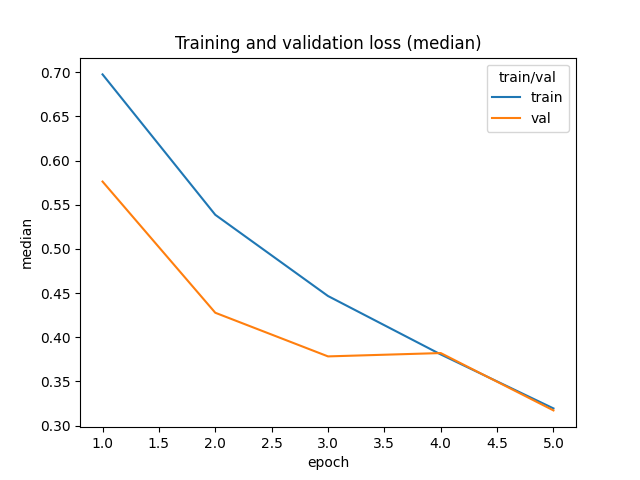 Training and validation loss (median)
train/val
train
val
median
0.70
0.65
0.60
0.55
0.50
0.45
0.40
0.35
0.30
1.0 1.5 2.0 2.5 3.0 3.5 4.0 4.5 5.0
epoch